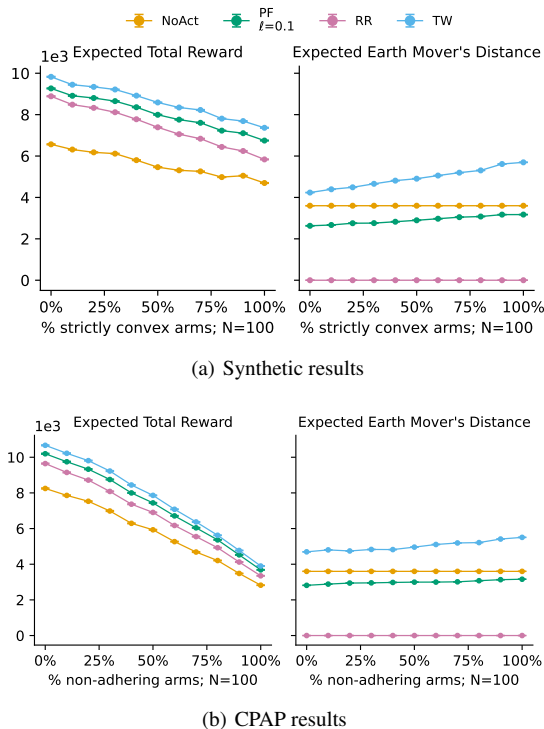 NoAct
PF
ℓ=0.1
RR
TW
1e3
Expected Total Reward
Expected Earth Mover's Distance
10
8
6
4
2
0
0% 25% 50% 75% 100%
0% 25% 50% 75% 100%
% strictly convex arms; N=100
% strictly convex arms; N=100
(a) Synthetic results
1e3
Expected Total Reward
Expected Earth Mover's Distance
10
8
6
4
2
0
0% 25% 50% 75% 100%
0% 25% 50% 75% 100%
% non-adhering arms; N=100
% non-adhering arms; N=100
(b) CPAP results